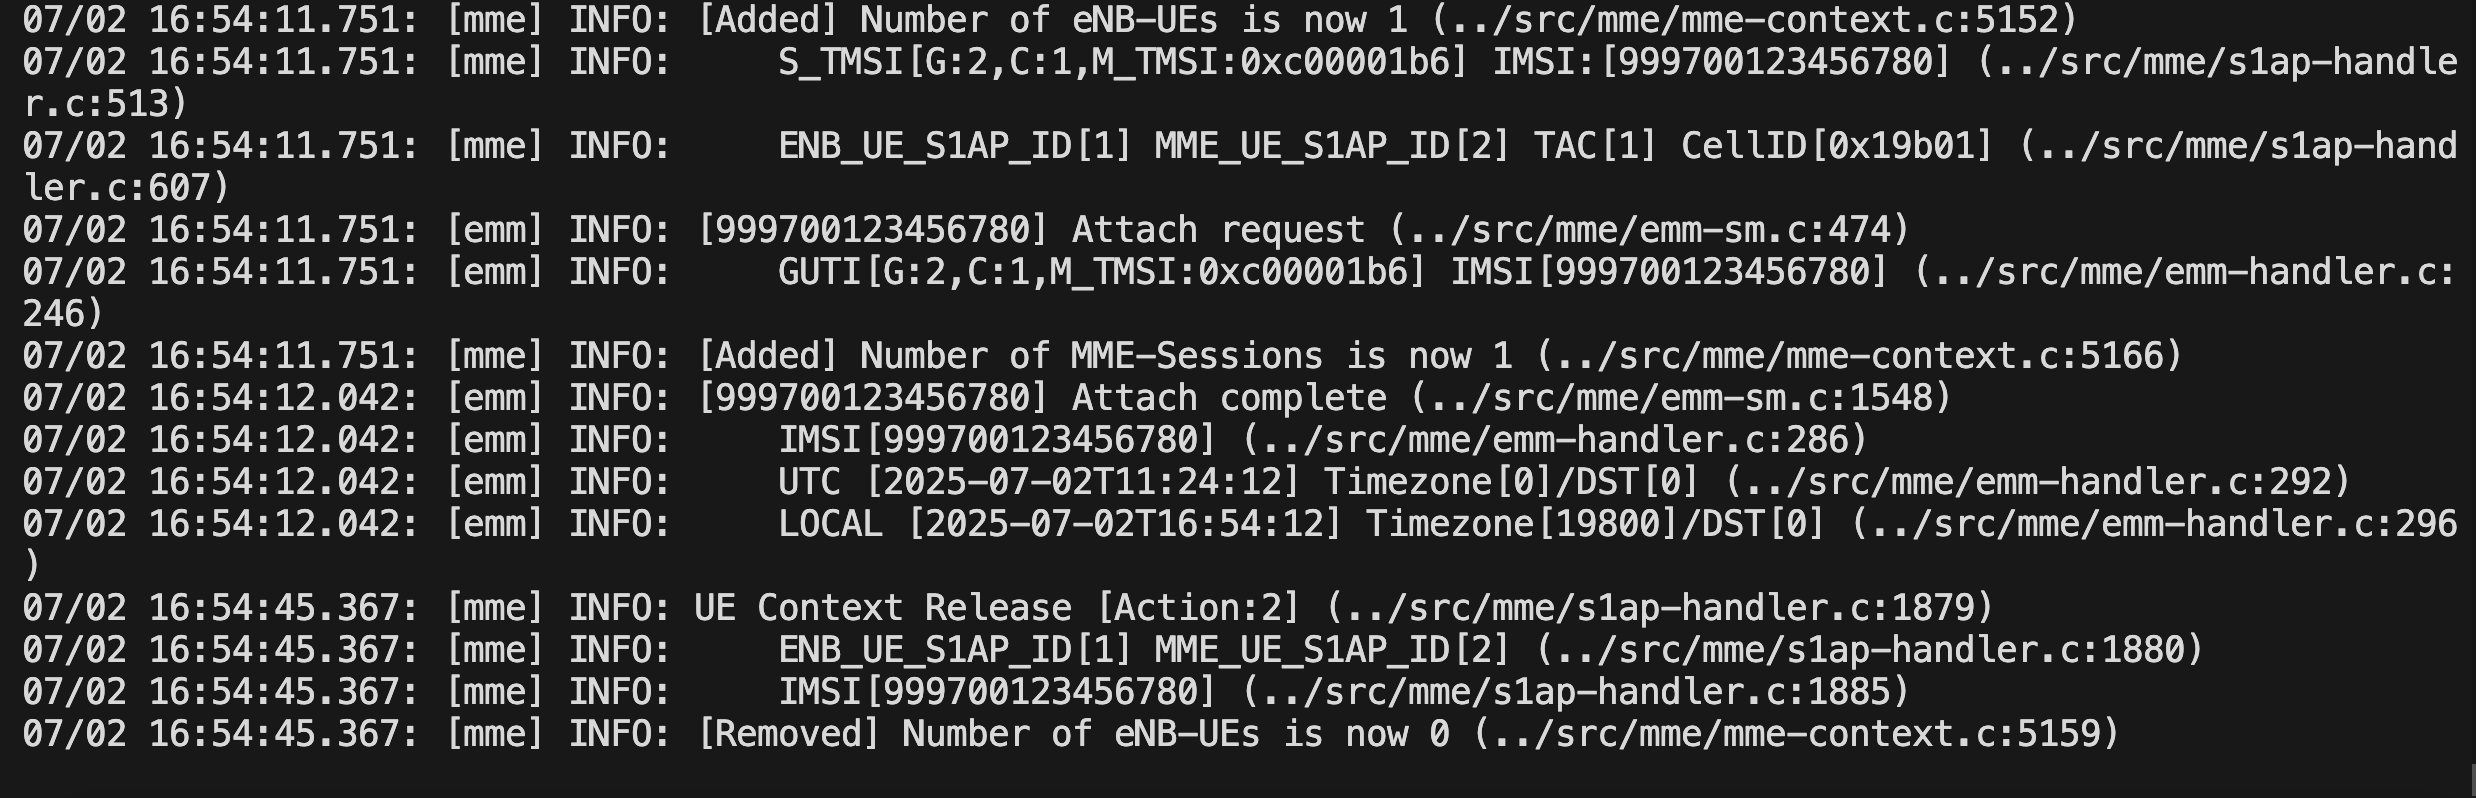 07/02 16:54:11.751: [mme] INFO: [Added] Number of eNB-UEs is now 1 (../src/mme/mme-context.c:5152)
07/02 16:54:11.751: [mme] INFO:     S_TMSI[G:2,C:1,M_TMSI:0xc00001b6] IMSI:[999700123456780] (../src/mme/s1ap-handle
r.c:513)
07/02 16:54:11.751: [mme] INFO:     ENB_UE_S1AP_ID[1] MME_UE_S1AP_ID[2] TAC[1] CellID[0x19b01] (../src/mme/s1ap-hand
ler.c:607)
07/02 16:54:11.751: [emm] INFO: [999700123456780] Attach request (../src/mme/emm-sm.c:474)
07/02 16:54:11.751: [emm] INFO:     GUTI[G:2,C:1,M_TMSI:0xc00001b6] IMSI[999700123456780] (../src/mme/emm-handler.c:
246)
07/02 16:54:11.751: [mme] INFO: [Added] Number of MME-Sessions is now 1 (../src/mme/mme-context.c:5166)
07/02 16:54:12.042: [emm] INFO: [999700123456780] Attach complete (../src/mme/emm-sm.c:1548)
07/02 16:54:12.042: [emm] INFO:     IMSI[999700123456780] (../src/mme/emm-handler.c:286)
07/02 16:54:12.042: [emm] INFO:     UTC [2025-07-02T11:24:12] Timezone[0]/DST[0] (../src/mme/emm-handler.c:292)
07/02 16:54:12.042: [emm] INFO:     LOCAL [2025-07-02T16:54:12] Timezone[19800]/DST[0] (../src/mme/emm-handler.c:296
)
07/02 16:54:45.367: [mme] INFO: UE Context Release [Action:2] (../src/mme/s1ap-handler.c:1879)
07/02 16:54:45.367: [mme] INFO:     ENB_UE_S1AP_ID[1] MME_UE_S1AP_ID[2] (../src/mme/s1ap-handler.c:1880)
07/02 16:54:45.367: [mme] INFO:     IMSI[999700123456780] (../src/mme/s1ap-handler.c:1885)
07/02 16:54:45.367: [mme] INFO: [Removed] Number of eNB-UEs is now 0 (../src/mme/mme-context.c:5159)